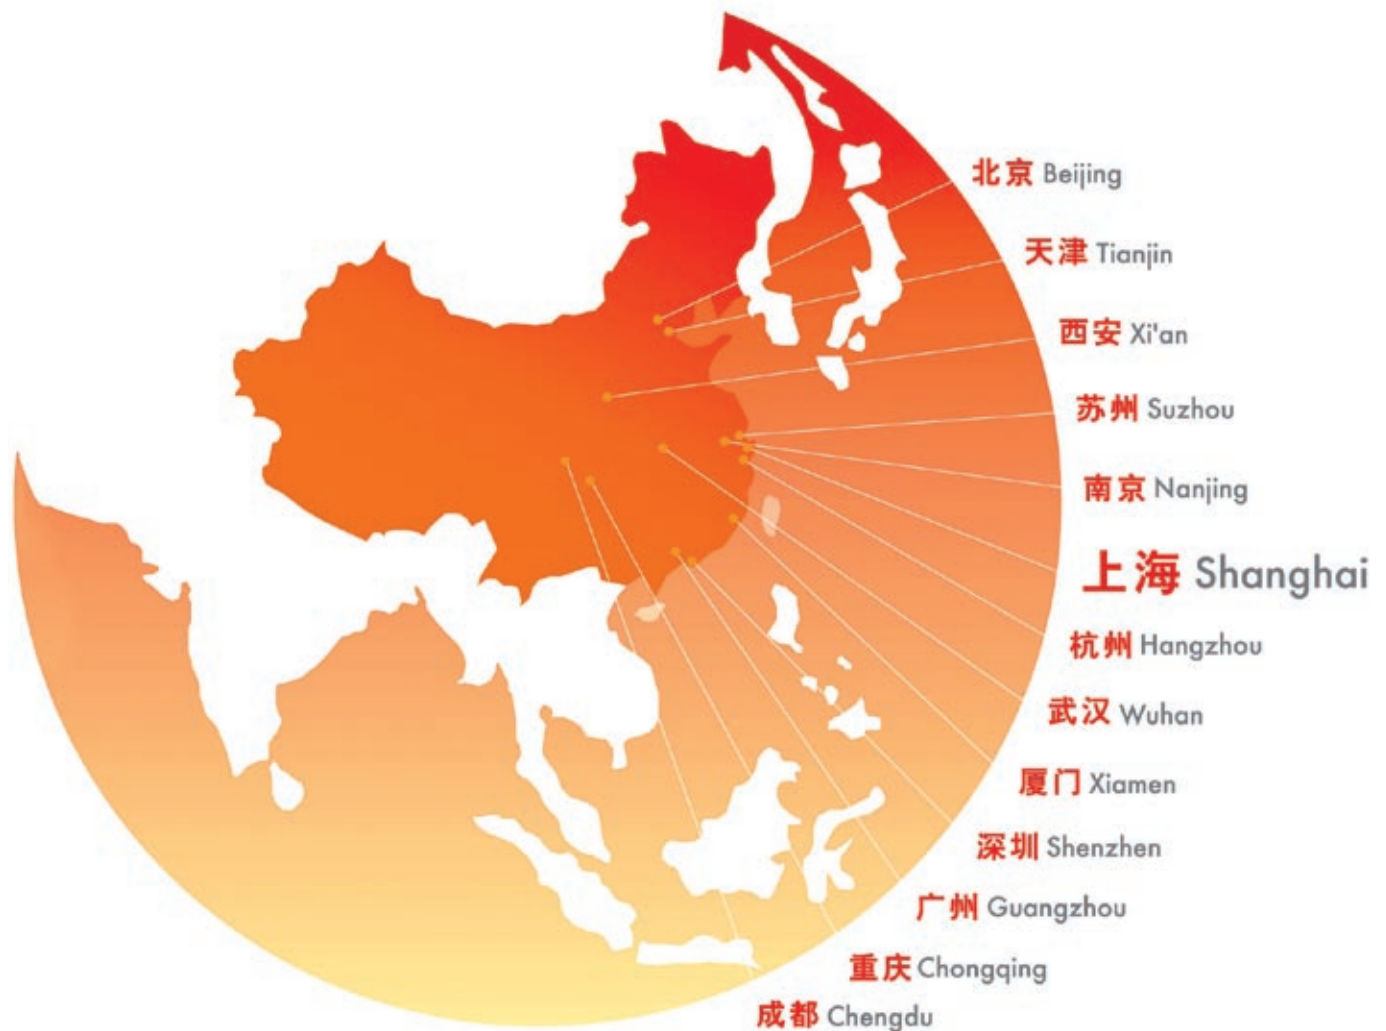 北京 Beijing
天津 Tianjin
西安 Xi'an
苏州 Suzhou
南京 Nanjing
上海 Shanghai
杭州 Hangzhou
武汉 Wuhan
厦门 Xiamen
深圳 Shenzhen
广州 Guangzhou
重庆 Chongqing
成都 Chengdu